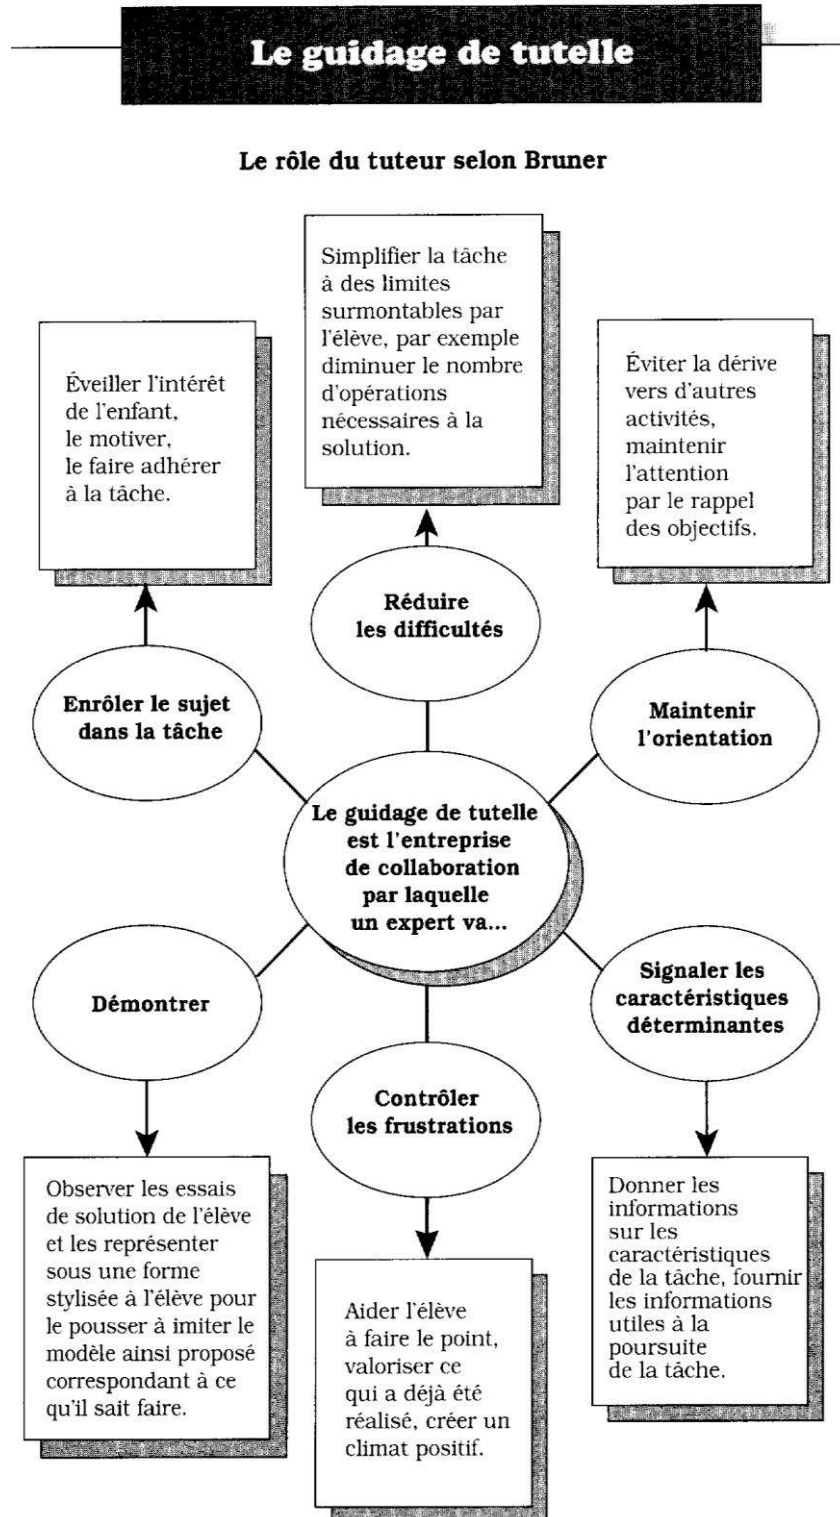 Le guidage de tutelle
Le rôle du tuteur selon Bruner
Simplifier la tâche
à des limites
surmontables par
l'élève, par exemple
diminuer le nombre
d'opérations
nécessaires à la
solution.
Éveiller l'intérêt
de l'enfant,
le motiver,
le faire adhérer
à la tâche.
Éviter la dérive
vers d'autres
activités,
maintenir
l'attention
par le rappel
des objectifs.
Réduire
les difficultés
Enrôler le sujet
dans la tâche
Maintenir
l'orientation
Le guidage de tutelle
est l'entreprise
de collaboration
par laquelle
un expert va...
Démontrer
Signaler les
caractéristiques
déterminantes
Contrôler
les frustrations
Observer les essais
de solution de l'élève
et les représenter
sous une forme
stylisée à l'élève pour
le pousser à imiter le
modèle ainsi proposé
correspondant à ce
qu'il sait faire.
Aider l'élève
à faire le point,
valoriser ce
qui a déjà été
réalisé, créer un
climat positif.
Donner les
informations
sur les
caractéristiques
de la tâche, fournir
les informations
utiles à la
poursuite
de la tâche.